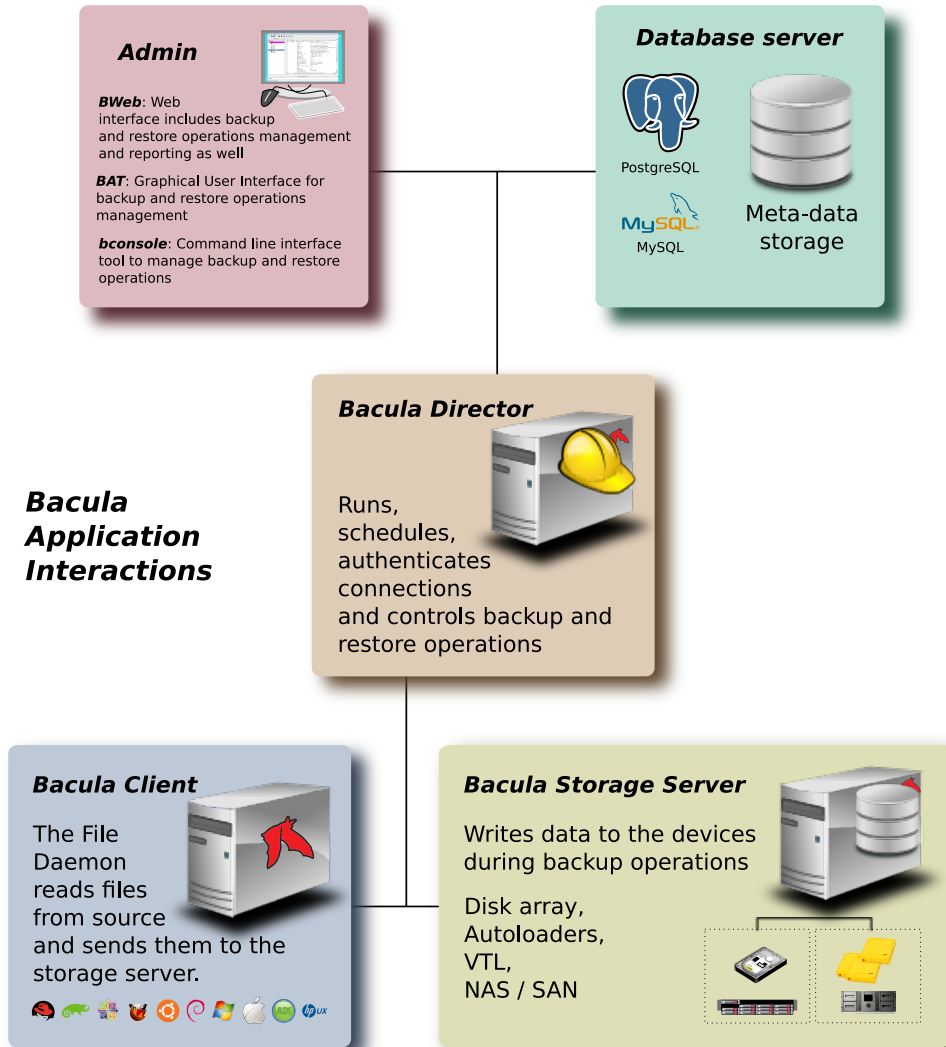 Admin
BWeb: Web
interface includes backup
and restore operations management
and reporting as well
BAT: Graphical User Interface for
backup and restore operations
management
bconsole: Command line interface
tool to manage backup and restore
operations
Database server
PostgreSQL
MySQL®
MySQL
Meta-data
storage
Bacula Director
Runs,
schedules,
authenticates
connections
and controls backup and
restore operations
Bacula
Application
Interactions
Bacula Client
The File
Daemon
reads files
from source
and sends them to the
storage server.
AIX
hp UX
Bacula Storage Server
Writes data to the devices
during backup operations
Disk array,
Autoloaders,
VTL,
NAS / SAN